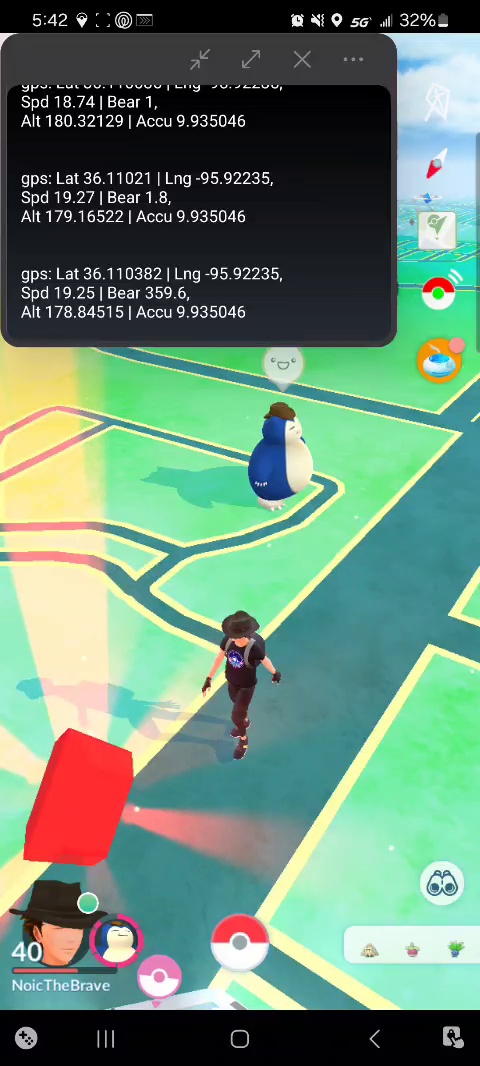 5:42
5G 32%
gps: Lat 36.110036 | Lng -95.92236,
Spd 18.74 | Bear 1,
Alt 180.32129 | Accu 9.935046
gps: Lat 36.11021 | Lng -95.92235,
Spd 19.27 | Bear 1.8,
Alt 179.16522 | Accu 9.935046
gps: Lat 36.110382 | Lng -95.92235,
Spd 19.25 | Bear 359.6,
Alt 178.84515 | Accu 9.935046
40
NoicTheBrave